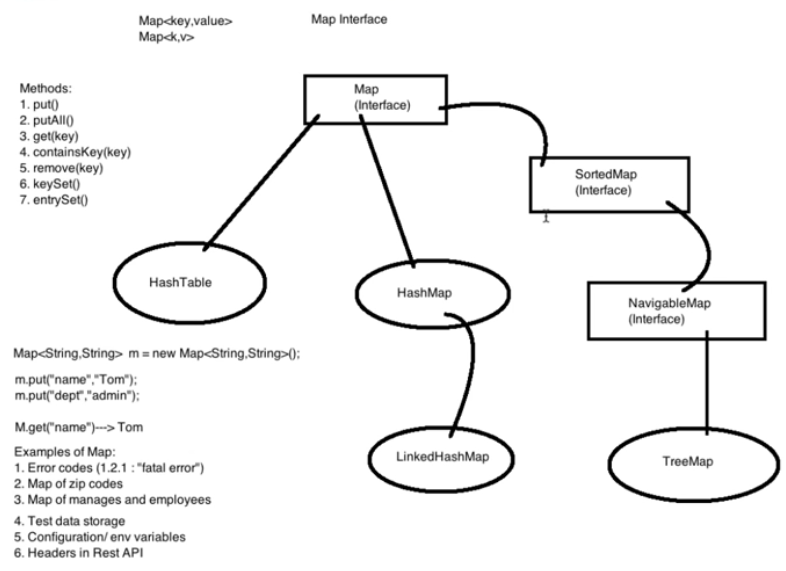 Map<key,value>
Map<k,v>
Map Interface
Methods:
1. put()
2. putAll()
3. get(key)
4. containsKey(key)
5. remove(key)
6. keySet()
7. entrySet()
Map
(Interface)
SortedMap
(Interface)
HashTable
HashMap
NavigableMap
(Interface)
LinkedHashMap
TreeMap
Map<String,String> m = new Map<String,String>();
m.put("name","Tom");
m.put("dept","admin");
M.get("name")---> Tom
Examples of Map:
1. Error codes (1.2.1 : "fatal error")
2. Map of zip codes
3. Map of manages and employees
4. Test data storage
5. Configuration/ env variables
6. Headers in Rest API